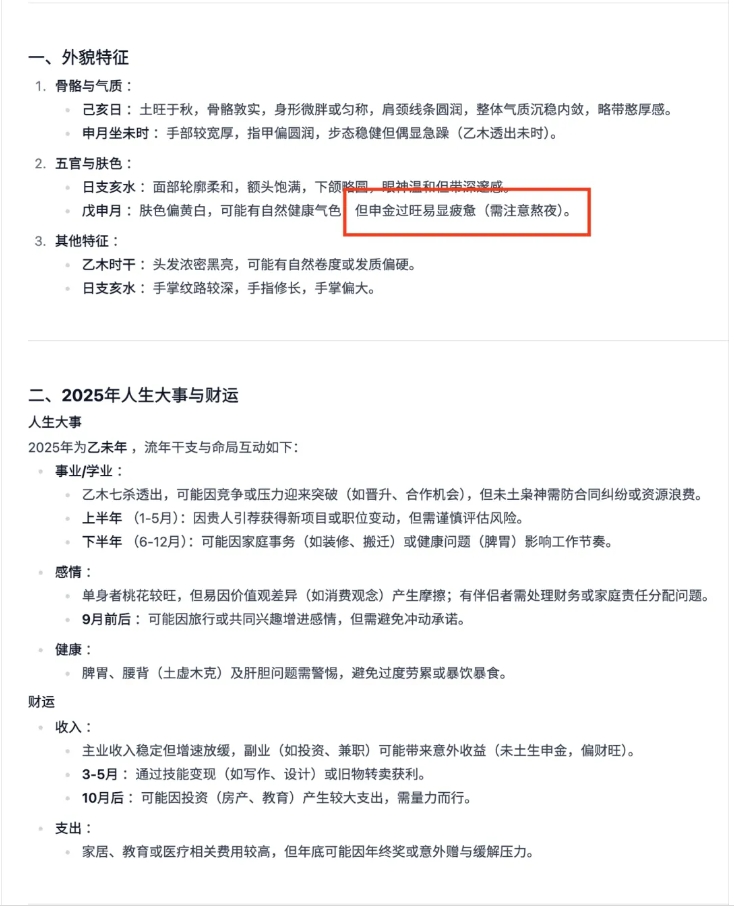 一、外貌特征
1. 骨骼与气质：
己亥日：土旺于秋，骨骼敦实，身形微胖或匀称，肩颈线条圆润，整体气质沉稳内敛，略带憨厚感。
申月坐未时：手部较宽厚，指甲偏圆润，步态稳健但偶显急躁（乙木透出未时）。
2. 五官与肤色：
日支亥水：面部轮廓柔和，额头饱满，下颌略圆，眼神温和但带深邃感。
戊申月：肤色偏黄白，可能有自然健康气色 但申金过旺易显疲惫（需注意熬夜）。
3. 其他特征：
乙木时干：头发浓密黑亮，可能有自然卷度或发质偏硬。
日支亥水：手掌纹路较深，手指修长，手掌偏大。
二、2025年人生大事与财运
人生大事
2025年为乙未年，流年干支与命局互动如下：
事业/学业：
乙木七杀透出，可能因竞争或压力迎来突破（如晋升、合作机会），但未土枭神需防合同纠纷或资源浪费。
上半年（1-5月）：因贵人引荐获得新项目或职位变动，但需谨慎评估风险。
下半年（6-12月）：可能因家庭事务（如装修、搬迁）或健康问题（脾胃）影响工作节奏。
感情：
单身者桃花较旺，但易因价值观差异（如消费观念）产生摩擦；有伴侣者需处理财务或家庭责任分配问题。
9月前后：可能因旅行或共同兴趣增进感情，但需避免冲动承诺。
健康：
脾胃、腰背（土虚木克）及肝胆问题需警惕，避免过度劳累或暴饮暴食。
财运
收入：
主业收入稳定但增速放缓，副业（如投资、兼职）可能带来意外收益（未土生申金，偏财旺）。
3-5月：通过技能变现（如写作、设计）或旧物转卖获利。
10月后：可能因投资（房产、教育）产生较大支出，需量力而行。
支出：
家居、教育或医疗相关费用较高，但年底可能因年终奖或意外赠与缓解压力。